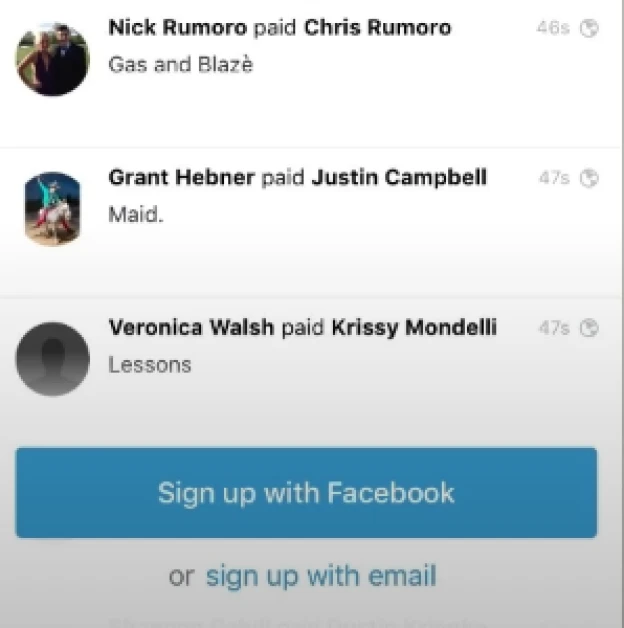 Nick Rumoro paid Chris Rumoro 46s
Gas and Blazè
Grant Hebner paid Justin Campbell 47s
Maid.
Veronica Walsh paid Krissy Mondelli 47s
Lessons
Sign up with Facebook
or sign up with email